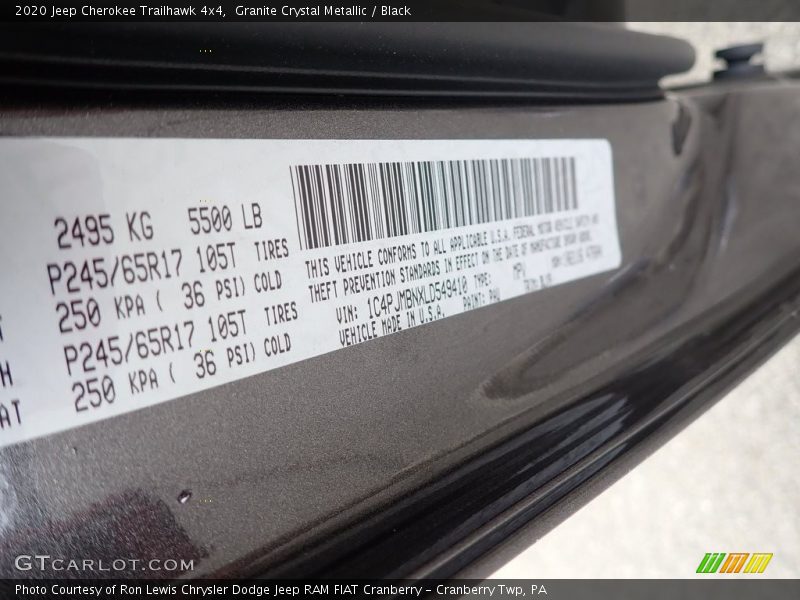 2020 Jeep Cherokee Trailhawk 4x4, Granite Crystal Metallic / Black
2495 KG 5500 LB
P245/65R17 105T TIRES
250 KPA ( 36 PSI) COLD
P245/65R17 105T TIRES
250 KPA ( 36 PSI) COLD
THIS VEHICLE CONFORMS TO ALL APPLICABLE U.S.A. FEDERAL MOTOR VEHICLE AND
THEFT PREVENTION STANDARDS IN EFFECT ON THE DATE OF MANUFACTURE SHOWN ABOVE.
VIN: 1C4PJMBNXLD549410 TYPE: MPV
VEHICLE MADE IN U.S.A. PAINT: PAU
H
AT
GTCARLOT.COM
Photo Courtesy of Ron Lewis Chrysler Dodge Jeep RAM FIAT Cranberry – Cranberry Twp, PA